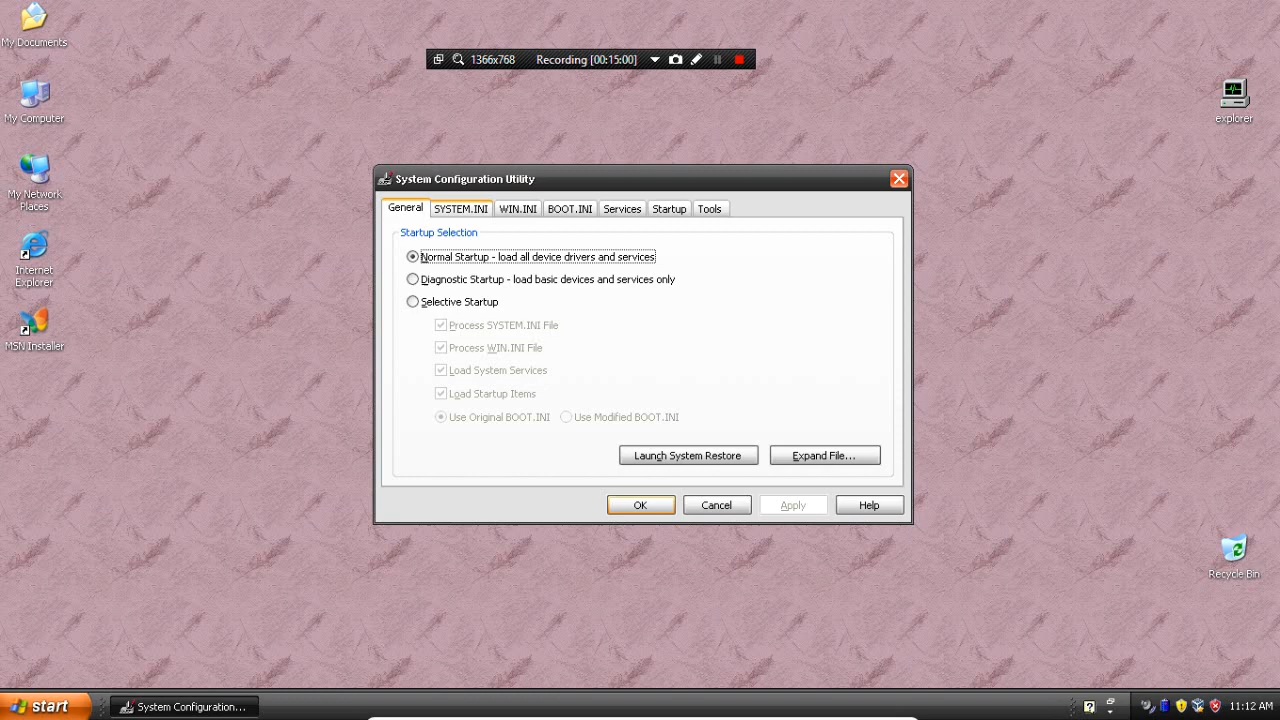 My Documents
My Computer
My Network
Places
Internet
Explorer
MSN Installer
1366x768 Recording [00:15:00]
explorer
System Configuration Utility
General SYSTEM.INI WIN.INI BOOT.INI Services Startup Tools
Startup Selection
Normal Startup - load all device drivers and services
Diagnostic Startup - load basic devices and services only
Selective Startup
Process SYSTEM.INI File
Process WIN.INI File
Load System Services
Load Startup Items
Use Original BOOT.INI Use Modified BOOT.INI
Launch System Restore Expand File...
OK Cancel Apply Help
Recycle Bin
start System Configuration... 11:12 AM